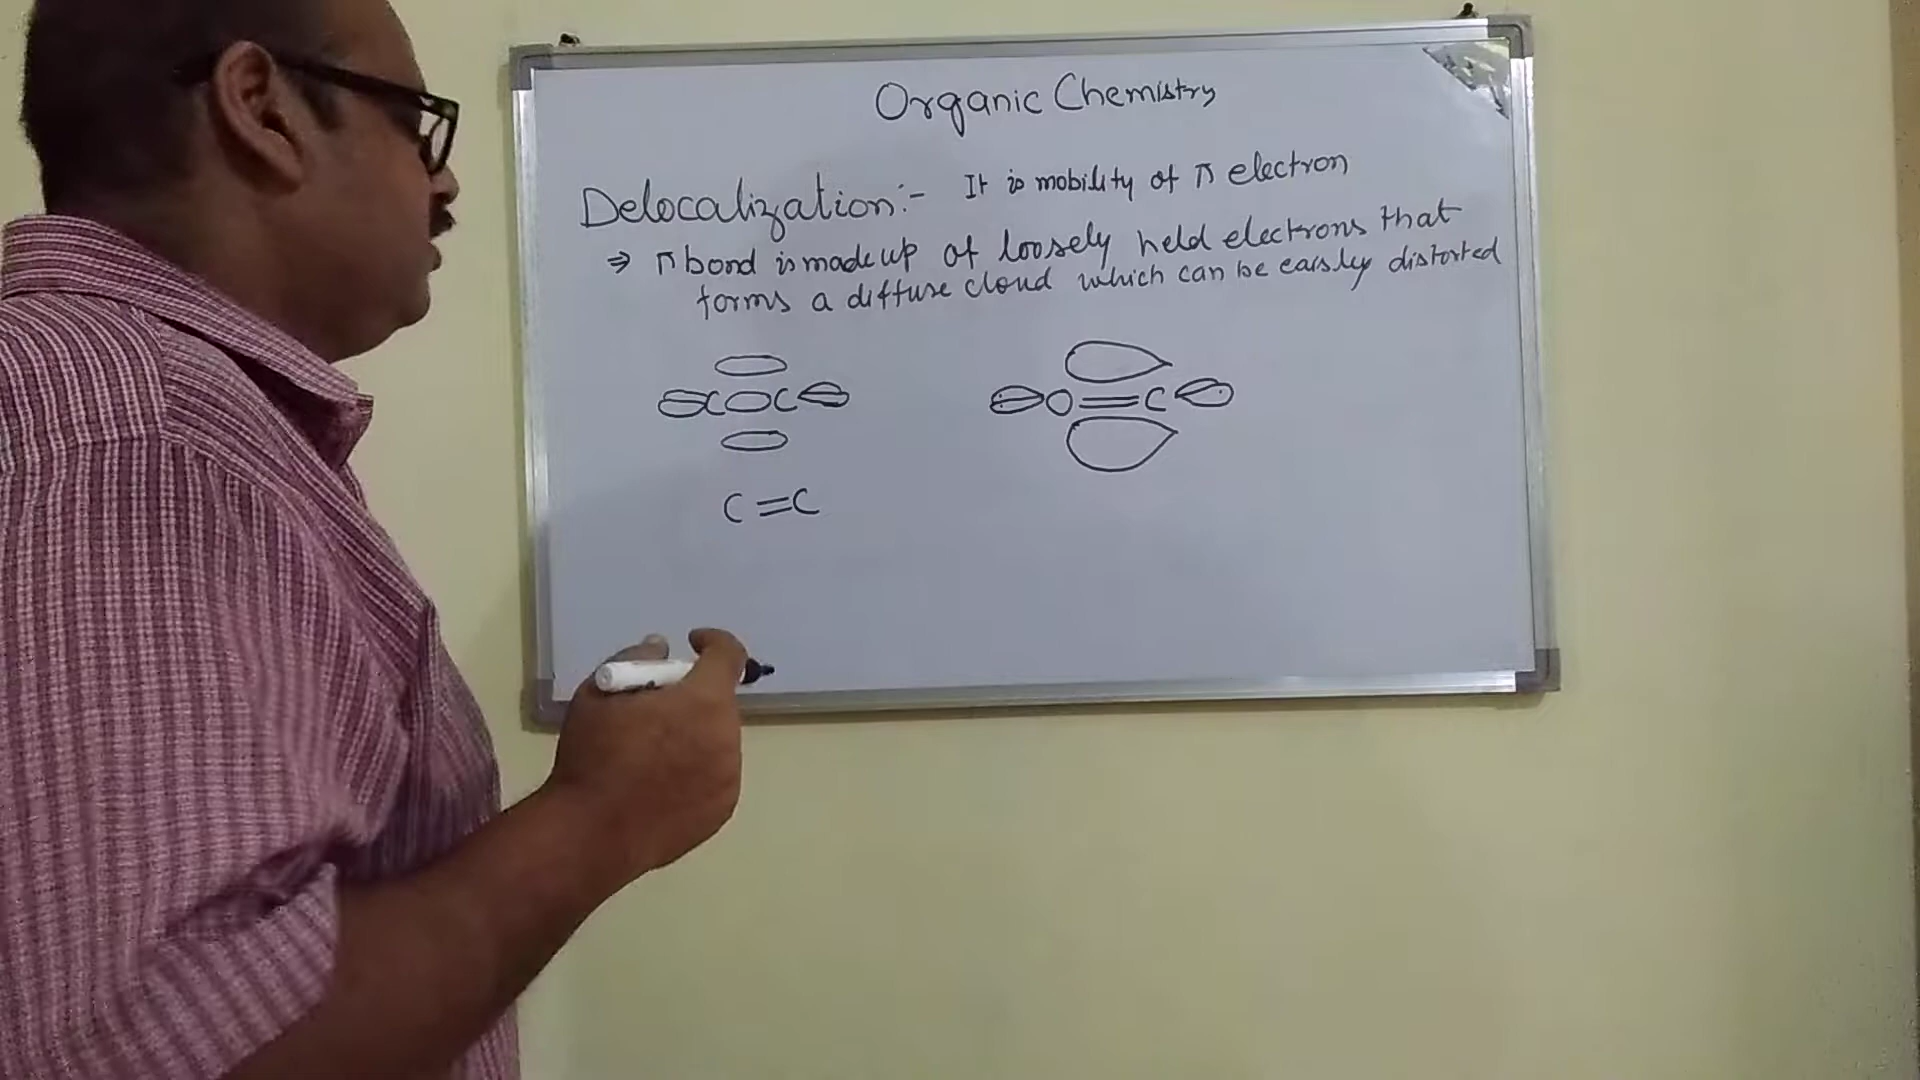 Organic Chemistry
Delocalization:- It is mobility of π electron
⇒ π bond is made up of loosely held electrons that
forms a diffuse cloud which can be easily distorted
C C
O=C
C=C